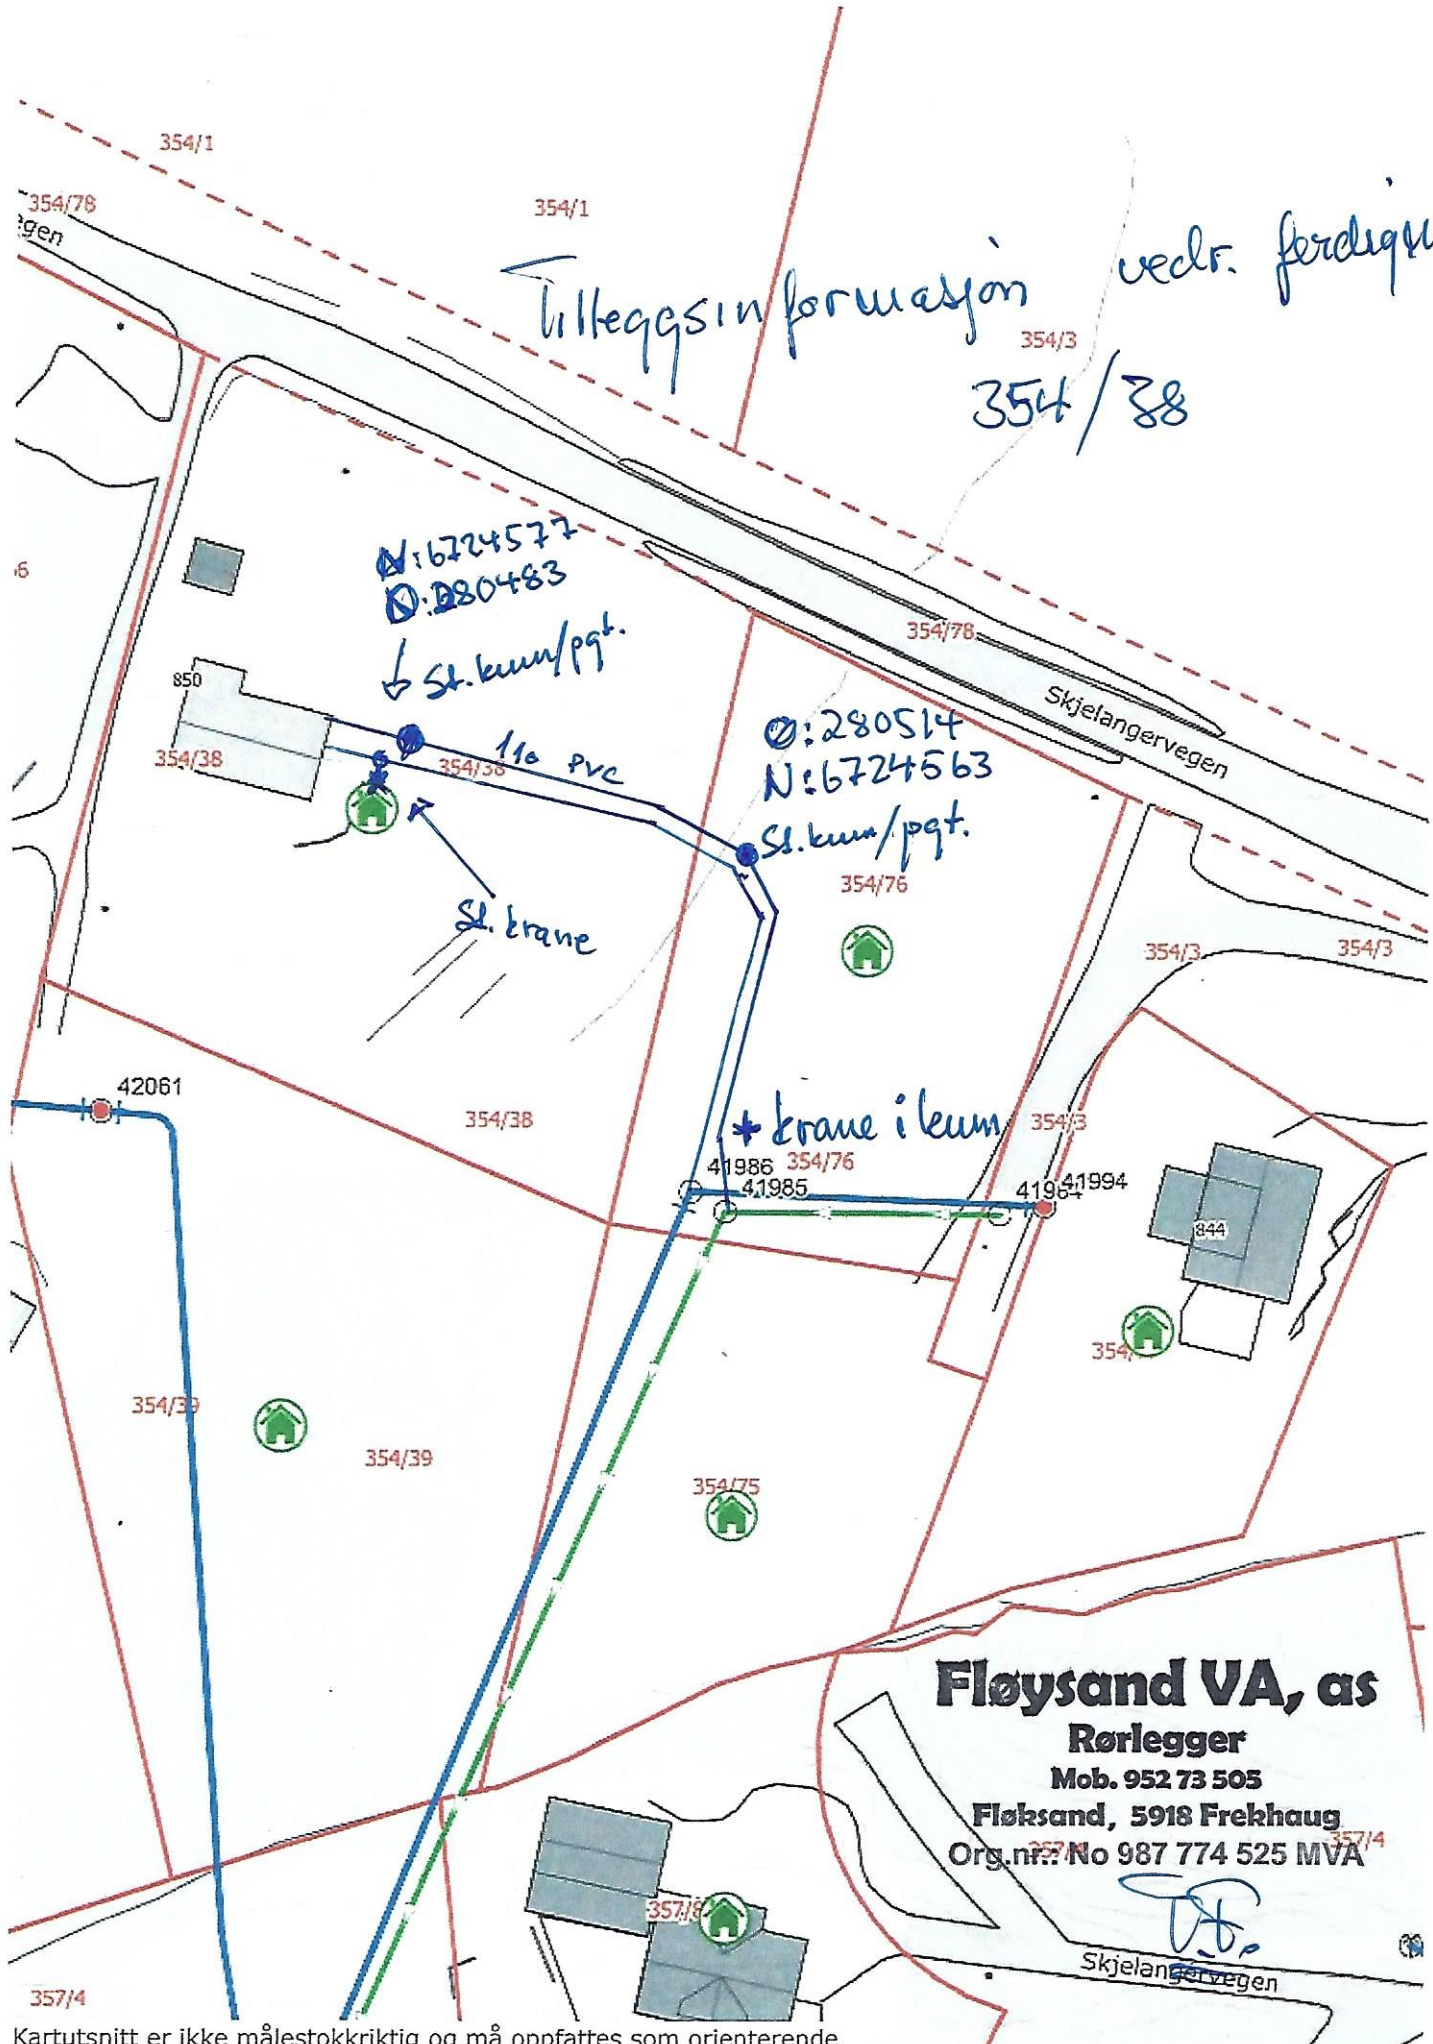 354/1
354/78
354/1
Tilleggsinformasjon vedr.
354/3
354/38
N:6724577
Ø:280483
St.kum/pgt.
354/78
850
Skjelangervegen
Ø:280514
N:6724563
354/38
354/38
110 PVC
St.kum/pgt.
354/76
St. krane
354/3
354/3
42061
354/38
* krane i kum
354/3
41986
354/76
41985
41994
844
354/39
354/39
354/75
Fløysand VA, as
Rørlegger
Mob. 952 73 505
Fløksand, 5918 Frekhaug
357/4
Org.nr.: No 987 774 525 MVA
Skjelangervegen
357/4
Kartutsnitt er ikke målestokkriktig og må oppfattes som orienterende